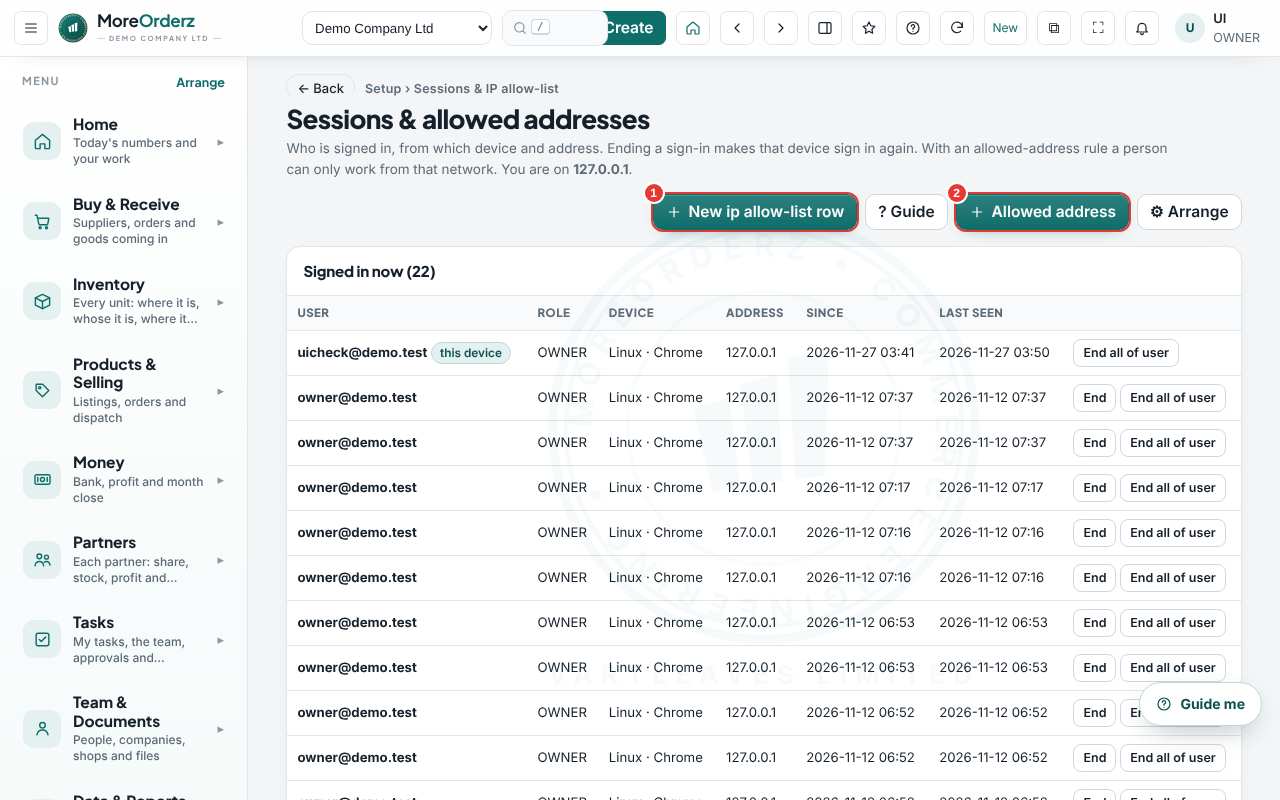 MoreOrderz
— DEMO COMPANY LTD —
Demo Company Ltd
/
Create
New
U
UI
OWNER
MENU
Arrange
Home
Today's numbers and
your work
Buy & Receive
Suppliers, orders and
goods coming in
Inventory
Every unit: where it is,
whose it is, where it...
Products &
Selling
Listings, orders and
dispatch
Money
Bank, profit and month
close
Partners
Each partner: share,
stock, profit and...
Tasks
My tasks, the team,
approvals and...
Team &
Documents
People, companies,
shops and files
← Back
Setup › Sessions & IP allow-list
Sessions & allowed addresses
Who is signed in, from which device and address. Ending a sign-in makes that device sign in again. With an allowed-address rule a person
can only work from that network. You are on 127.0.0.1.
1
+ New ip allow-list row
? Guide
2
+ Allowed address
⚙ Arrange
Signed in now (22)
USER ROLE DEVICE ADDRESS SINCE LAST SEEN
uicheck@demo.test this device OWNER Linux · Chrome 127.0.0.1 2026-11-27 03:41 2026-11-27 03:50 End all of user
owner@demo.test OWNER Linux · Chrome 127.0.0.1 2026-11-12 07:37 2026-11-12 07:37 End End all of user
owner@demo.test OWNER Linux · Chrome 127.0.0.1 2026-11-12 07:37 2026-11-12 07:37 End End all of user
owner@demo.test OWNER Linux · Chrome 127.0.0.1 2026-11-12 07:17 2026-11-12 07:17 End End all of user
owner@demo.test OWNER Linux · Chrome 127.0.0.1 2026-11-12 07:16 2026-11-12 07:16 End End all of user
owner@demo.test OWNER Linux · Chrome 127.0.0.1 2026-11-12 07:16 2026-11-12 07:16 End End all of user
owner@demo.test OWNER Linux · Chrome 127.0.0.1 2026-11-12 06:53 2026-11-12 06:53 End End all of user
owner@demo.test OWNER Linux · Chrome 127.0.0.1 2026-11-12 06:53 2026-11-12 06:53 End End all of user
owner@demo.test OWNER Linux · Chrome 127.0.0.1 2026-11-12 06:52 2026-11-12 06:52 End
owner@demo.test OWNER Linux · Chrome 127.0.0.1 2026-11-12 06:52 2026-11-12 06:52 End End all of user
Guide me